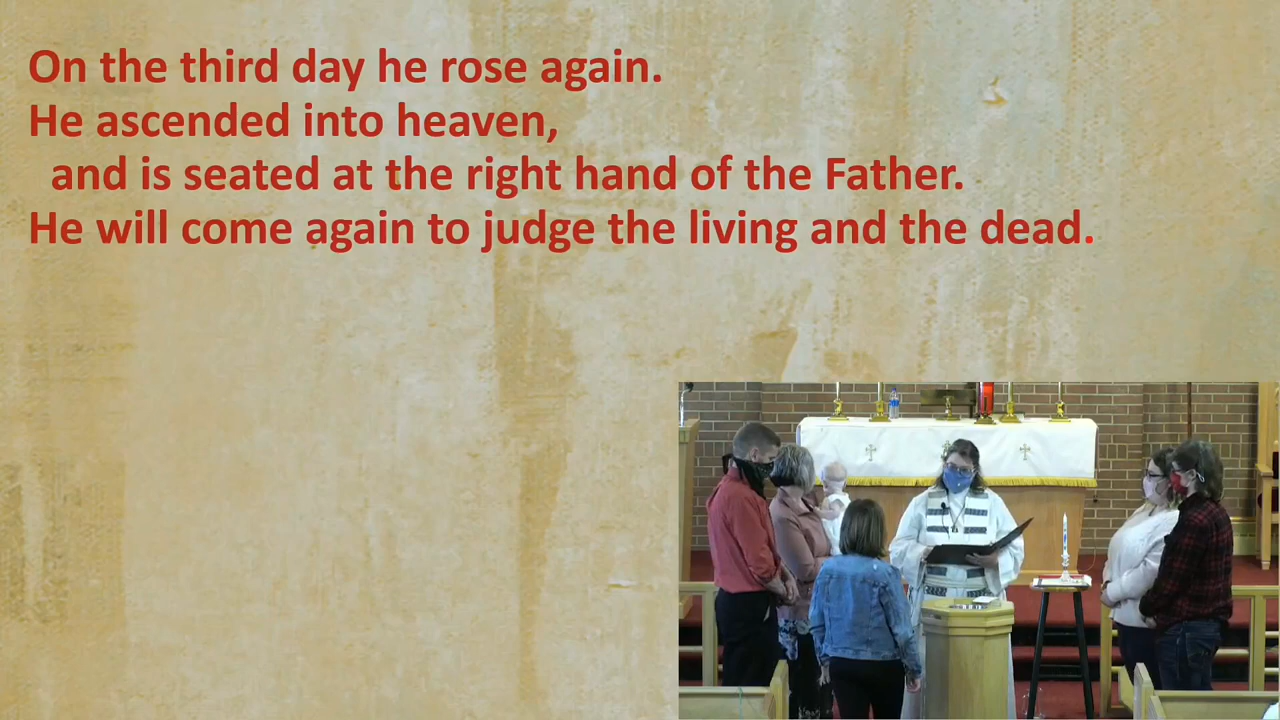 On the third day he rose again.
He ascended into heaven,
and is seated at the right hand of the Father.
He will come again to judge the living and the dead.